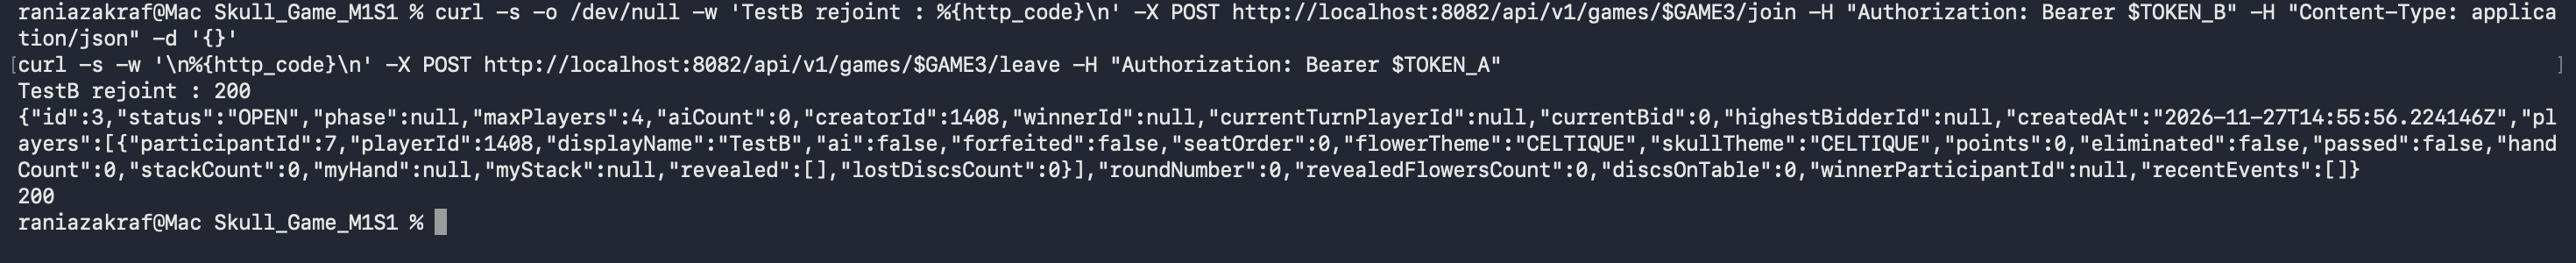 raniazakraf@Mac Skull_Game_M1S1 % curl -s -o /dev/null -w 'TestB rejoint : %{http_code}\n' -X POST http://localhost:8082/api/v1/games/$GAME3/join -H "Authorization: Bearer $TOKEN_B" -H "Content-Type: applica
tion/json" -d '{}'
[curl -s -w '\n%{http_code}\n' -X POST http://localhost:8082/api/v1/games/$GAME3/leave -H "Authorization: Bearer $TOKEN_A" ]
TestB rejoint : 200
{"id":3,"status":"OPEN","phase":null,"maxPlayers":4,"aiCount":0,"creatorId":1408,"winnerId":null,"currentTurnPlayerId":null,"currentBid":0,"highestBidderId":null,"createdAt":"2026-11-27T14:55:56.224146Z","pl
ayers":[{"participantId":7,"playerId":1408,"displayName":"TestB","ai":false,"forfeited":false,"seatOrder":0,"flowerTheme":"CELTIQUE","skullTheme":"CELTIQUE","points":0,"eliminated":false,"passed":false,"hand
Count":0,"stackCount":0,"myHand":null,"myStack":null,"revealed":[],"lostDiscsCount":0}],"roundNumber":0,"revealedFlowersCount":0,"discsOnTable":0,"winnerParticipantId":null,"recentEvents":[]}
200
raniazakraf@Mac Skull_Game_M1S1 %